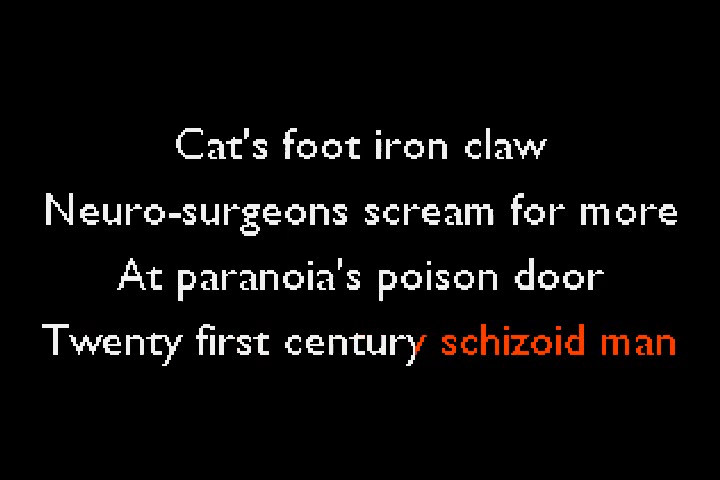 Cat's foot iron claw
Neuro-surgeons scream for more
At paranoia's poison door
Twenty first century schizoid man